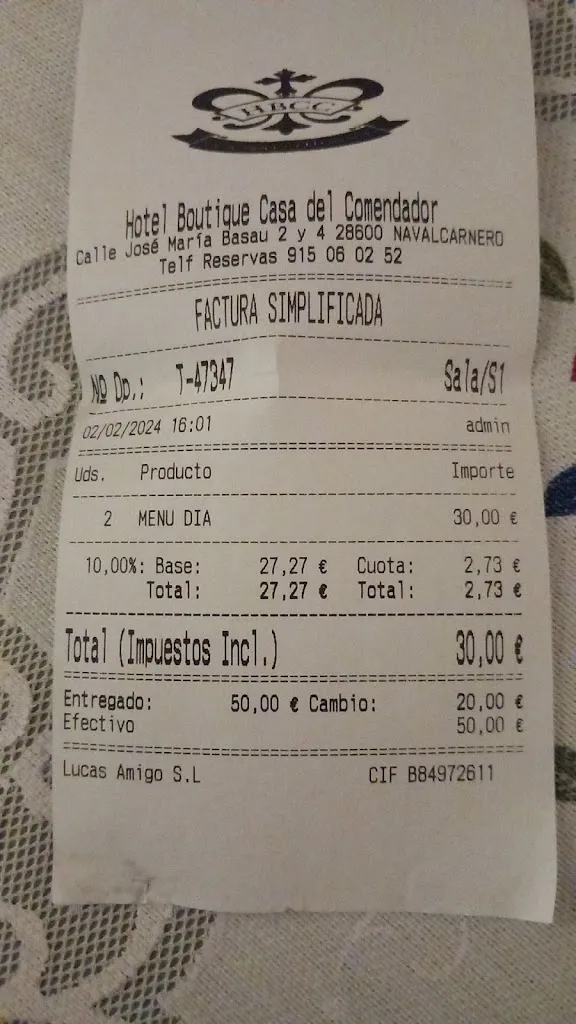 HBCC
Hotel Boutique Casa del Comendador
Calle José María Basau 2 y 4 28600 NAVALCARNERO
Telf Reservas 915 06 02 52
FACTURA SIMPLIFICADA
Nº Op.: T-47347 Sala/S1
02/02/2024 16:01 admin
Uds. Producto Importe
2 MENU DIA 30,00 €
10,00%: Base: 27,27 € Cuota: 2,73 €
Total: 27,27 € Total: 2,73 €
Total (Impuestos Incl.) 30,00 €
Entregado: 50,00 € Cambio: 20,00 €
Efectivo 50,00 €
Lucas Amigo S.L CIF B84972611